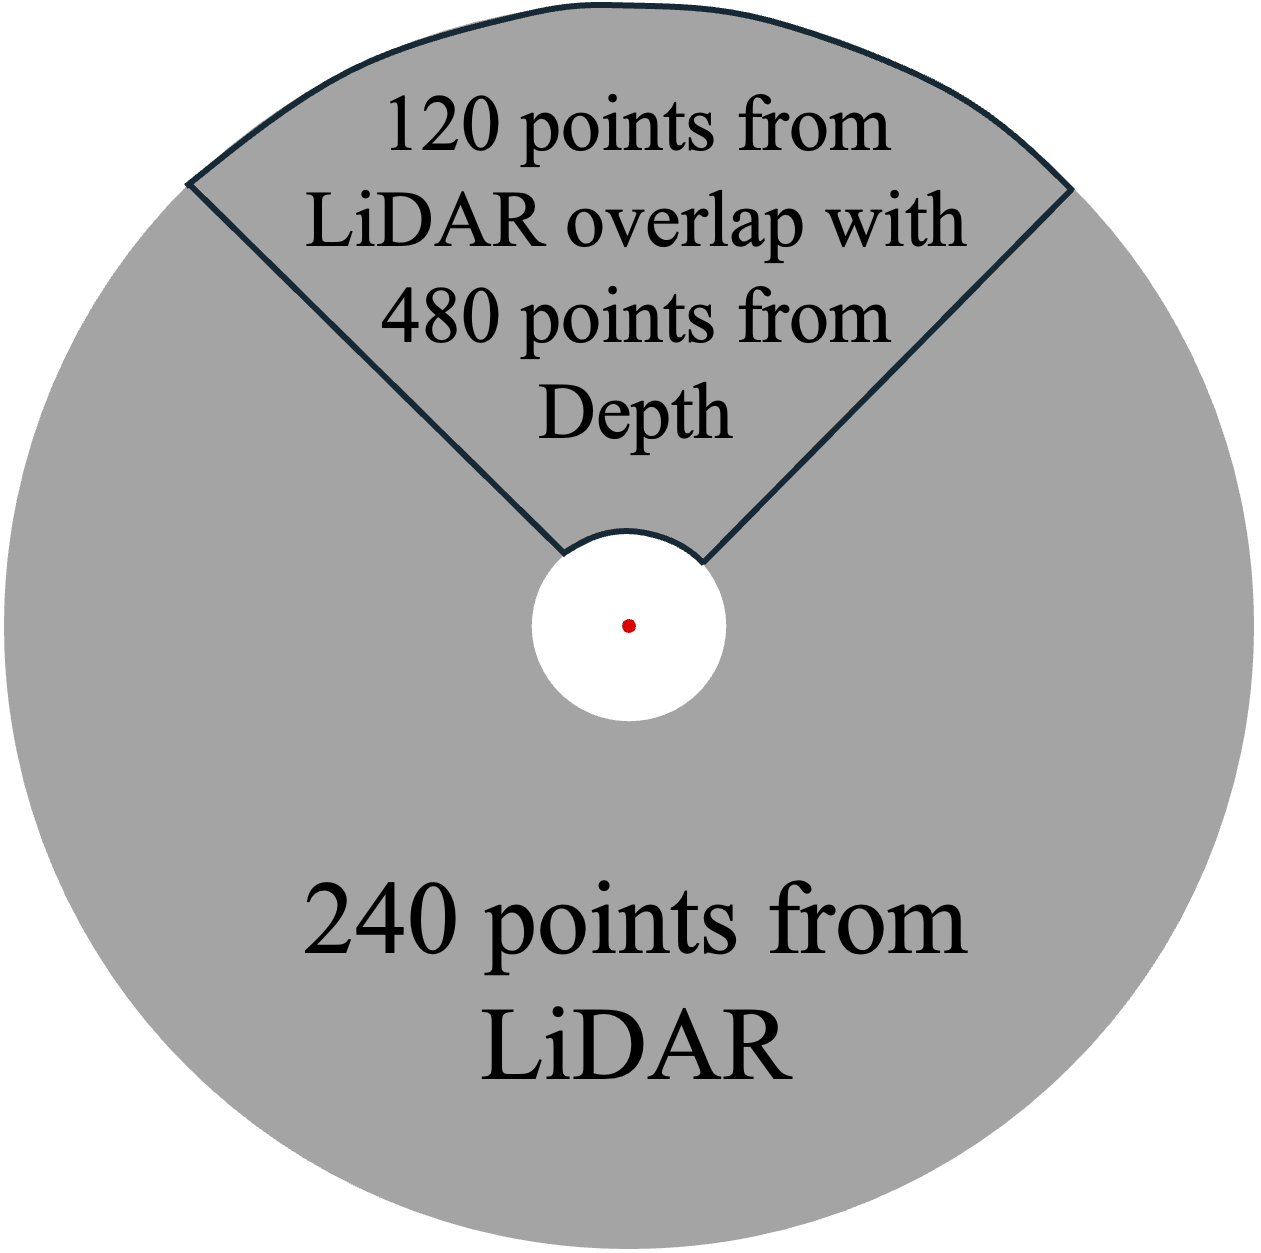 120 points from
LiDAR overlap with
480 points from
Depth
240 points from
LiDAR